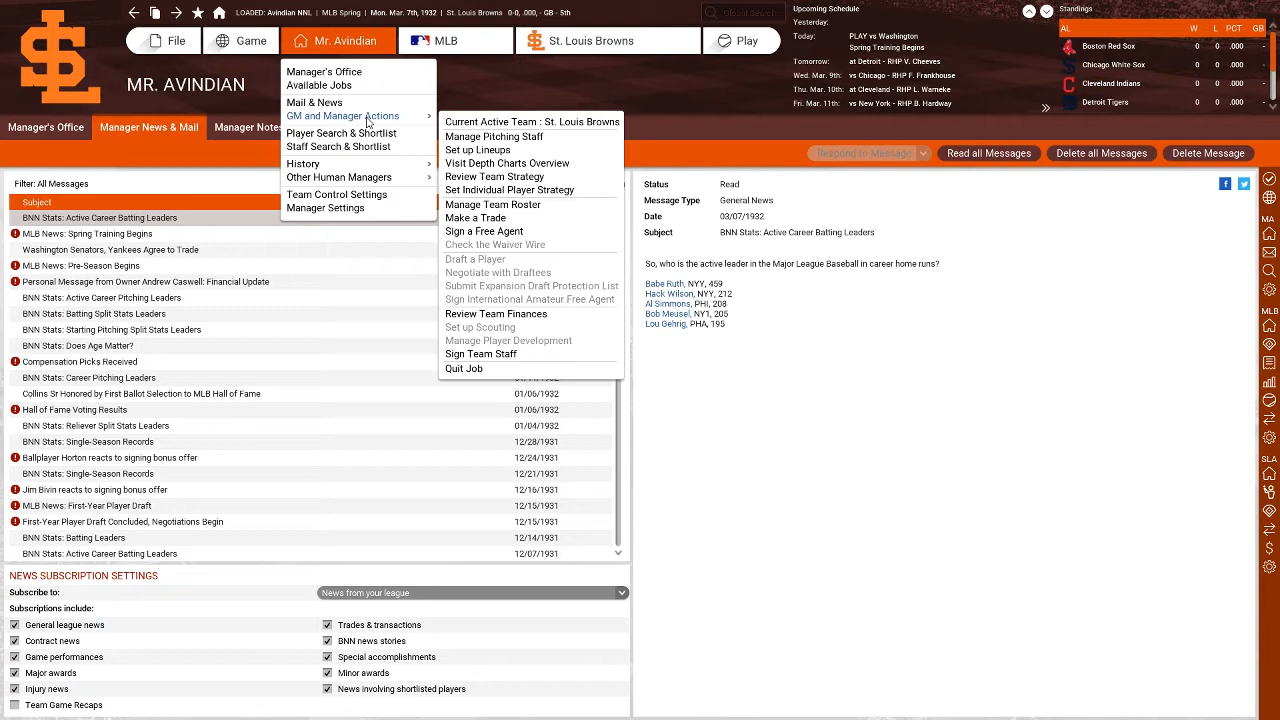 LOADED: Avindian NNL | MLB Spring | Mon. Mar. 7th, 1932 | St. Louis Browns 0-0, .000, - GB - 5th
Global Search
File
Game
Mr. Avindian
MLB
St. Louis Browns
Play
Upcoming Schedule
Yesterday:
Today: PLAY vs Washington
Spring Training Begins
Tomorrow: at Detroit - RHP V. Cheeves
Wed. Mar. 9th: vs Chicago - RHP F. Frankhouse
Thu. Mar. 10th: at Cleveland - RHP L. Warneke
Fri. Mar. 11th: vs New York - RHP B. Hardway
Standings
AL W L PCT GB
Boston Red Sox 0 0 .000 -
Chicago White Sox 0 0 .000 -
Cleveland Indians 0 0 .000 -
Detroit Tigers 0 0 .000 -
MR. AVINDIAN
Manager's Office
Manager News & Mail
Manager Notes
Manager's Office
Available Jobs
Mail & News
GM and Manager Actions
Player Search & Shortlist
Staff Search & Shortlist
History
Other Human Managers
Team Control Settings
Manager Settings
Current Active Team : St. Louis Browns
Manage Pitching Staff
Set up Lineups
Visit Depth Charts Overview
Review Team Strategy
Set Individual Player Strategy
Manage Team Roster
Make a Trade
Sign a Free Agent
Check the Waiver Wire
Draft a Player
Negotiate with Draftees
Submit Expansion Draft Protection List
Sign International Amateur Free Agent
Review Team Finances
Set up Scouting
Manage Player Development
Sign Team Staff
Quit Job
Respond to Message
Read all Messages
Delete all Messages
Delete Message
Filter: All Messages
Subject
BNN Stats: Active Career Batting Leaders
MLB News: Spring Training Begins
Washington Senators, Yankees Agree to Trade
MLB News: Pre-Season Begins
Personal Message from Owner Andrew Caswell: Financial Update
BNN Stats: Active Career Pitching Leaders
BNN Stats: Batting Split Stats Leaders
BNN Stats: Starting Pitching Split Stats Leaders
BNN Stats: Does Age Matter?
Compensation Picks Received
BNN Stats: Career Pitching Leaders
Collins Sr Honored by First Ballot Selection to MLB Hall of Fame 01/06/1932
Hall of Fame Voting Results 01/06/1932
BNN Stats: Reliever Split Stats Leaders 01/04/1932
BNN Stats: Single-Season Records 12/28/1931
Ballplayer Horton reacts to signing bonus offer 12/24/1931
BNN Stats: Single-Season Records 12/21/1931
Jim Bivin reacts to signing bonus offer 12/16/1931
MLB News: First-Year Player Draft 12/15/1931
First-Year Player Draft Concluded, Negotiations Begin 12/15/1931
BNN Stats: Batting Leaders 12/14/1931
BNN Stats: Active Career Batting Leaders 12/07/1931
Status Read
Message Type General News
Date 03/07/1932
Subject BNN Stats: Active Career Batting Leaders
So, who is the active leader in the Major League Baseball in career home runs?
Babe Ruth, NYY, 459
Hack Wilson, NYY, 212
Al Simmons, PHI, 208
Bob Meusel, NY1, 205
Lou Gehrig, PHA, 195
NEWS SUBSCRIPTION SETTINGS
Subscribe to: News from your league
Subscriptions include:
General league news
Trades & transactions
Contract news
BNN news stories
Game performances
Special accomplishments
Major awards
Minor awards
Injury news
News involving shortlisted players
Team Game Recaps
MLB
SLA